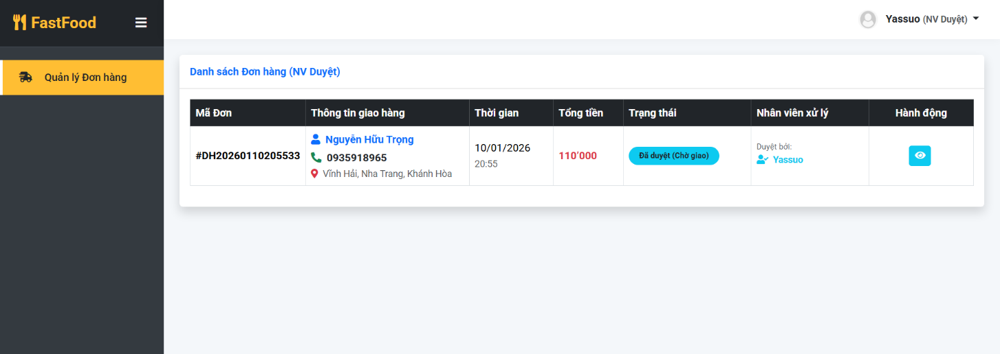 FastFood
Yassuo (NV Duyệt)
Quản lý Đơn hàng
Danh sách Đơn hàng (NV Duyệt)
Mã Đơn Thông tin giao hàng Thời gian Tổng tiền Trạng thái Nhân viên xử lý Hành động
#DH20260110205533
Nguyễn Hữu Trọng
0935918965
Vĩnh Hải, Nha Trang, Khánh Hòa
10/01/2026
20:55
110’000
Đã duyệt (Chờ giao)
Duyệt bởi:
Yassuo